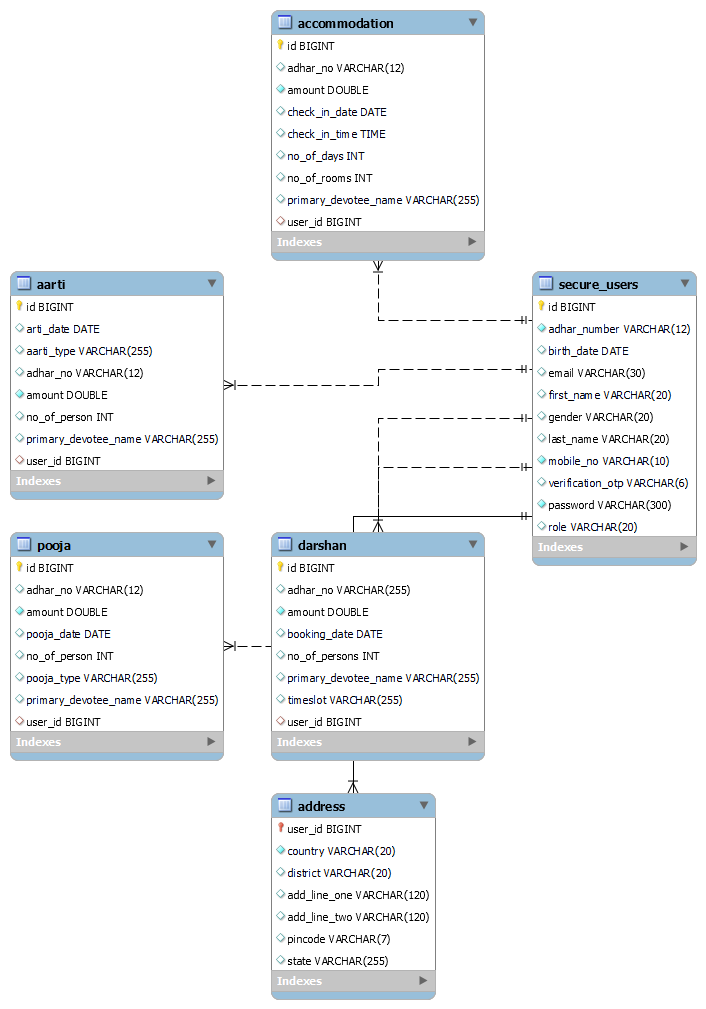 accommodation
id BIGINT
adhar_no VARCHAR(12)
amount DOUBLE
check_in_date DATE
check_in_time TIME
no_of_days INT
no_of_rooms INT
primary_devotee_name VARCHAR(255)
user_id BIGINT
Indexes
aarti
id BIGINT
arti_date DATE
aarti_type VARCHAR(255)
adhar_no VARCHAR(12)
amount DOUBLE
no_of_person INT
primary_devotee_name VARCHAR(255)
user_id BIGINT
Indexes
secure_users
id BIGINT
adhar_number VARCHAR(12)
birth_date DATE
email VARCHAR(30)
first_name VARCHAR(20)
gender VARCHAR(20)
last_name VARCHAR(20)
mobile_no VARCHAR(10)
verification_otp VARCHAR(6)
password VARCHAR(300)
role VARCHAR(20)
Indexes
pooja
id BIGINT
adhar_no VARCHAR(12)
amount DOUBLE
pooja_date DATE
no_of_person INT
pooja_type VARCHAR(255)
primary_devotee_name VARCHAR(255)
user_id BIGINT
Indexes
darshan
id BIGINT
adhar_no VARCHAR(255)
amount DOUBLE
booking_date DATE
no_of_persons INT
primary_devotee_name VARCHAR(255)
timeslot VARCHAR(255)
user_id BIGINT
Indexes
address
user_id BIGINT
country VARCHAR(20)
district VARCHAR(20)
add_line_one VARCHAR(120)
add_line_two VARCHAR(120)
pincode VARCHAR(7)
state VARCHAR(255)
Indexes